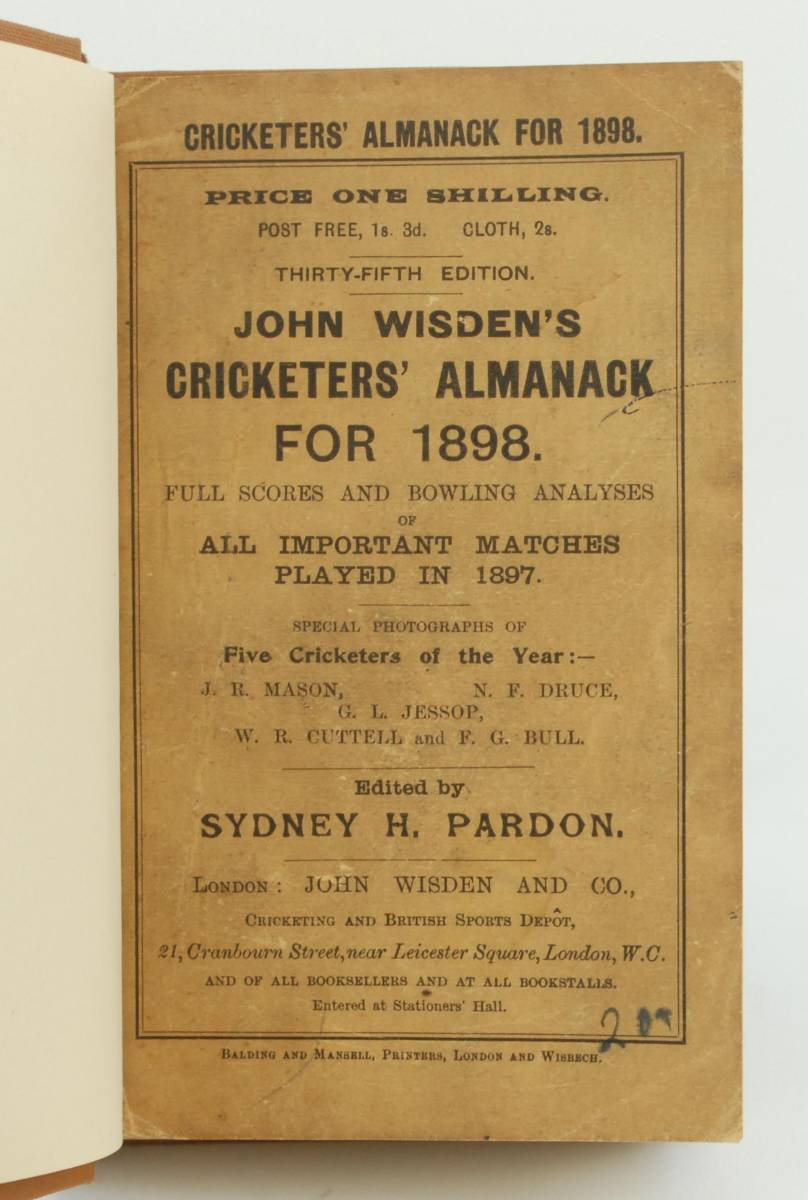 CRICKETERS' ALMANACK FOR 1898.
PRICE ONE SHILLING.
POST FREE, 1s. 3d. CLOTH, 2s.
THIRTY-FIFTH EDITION.
JOHN WISDEN'S
CRICKETERS' ALMANACK
FOR 1898.
FULL SCORES AND BOWLING ANALYSES
OF
ALL IMPORTANT MATCHES
PLAYED IN 1897.
SPECIAL PHOTOGRAPHS OF
Five Cricketers of the Year:—
J. R. MASON, N. F. DRUCE,
G. L. JESSOP,
W. R. CUTTELL and F. G. BULL.
Edited by
SYDNEY H. PARDON.
LONDON: JOHN WISDEN AND CO.,
CRICKETING AND BRITISH SPORTS DEPÔT,
21, Cranbourn Street, near Leicester Square, London, W.C.
AND OF ALL BOOKSELLERS AND AT ALL BOOKSTALLS.
Entered at Stationers' Hall.
BALDING AND MANSELL, PRINTERS, LONDON AND WISBECH.